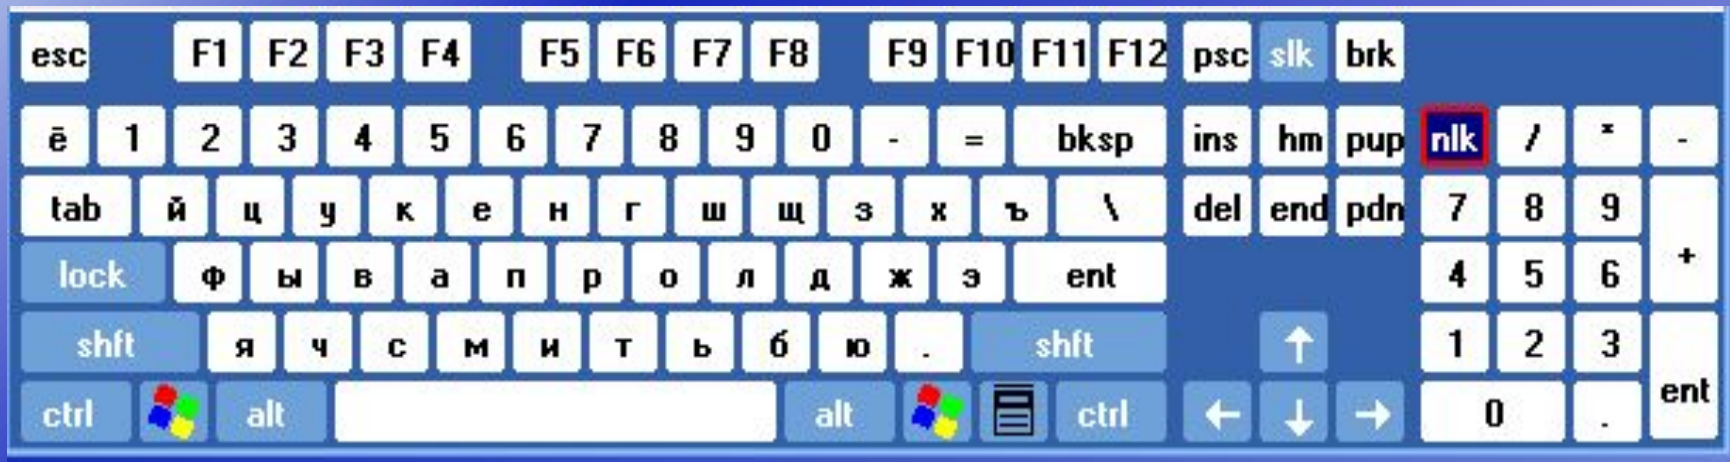 esc F1 F2 F3 F4 F5 F6 F7 F8 F9 F10 F11 F12 psc slk brk
ё 1 2 3 4 5 6 7 8 9 0 - = bksp ins hm pup nlk / * -
tab й ц у к е н г ш щ з х ъ \ del end pdn 7 8 9 +
lock ф ы в а п р о л д ж э ent 4 5 6
shft я ч с м и т ь б ю . shft ↑ 1 2 3 ent
ctrl alt alt ctrl ← ↓ → 0 .